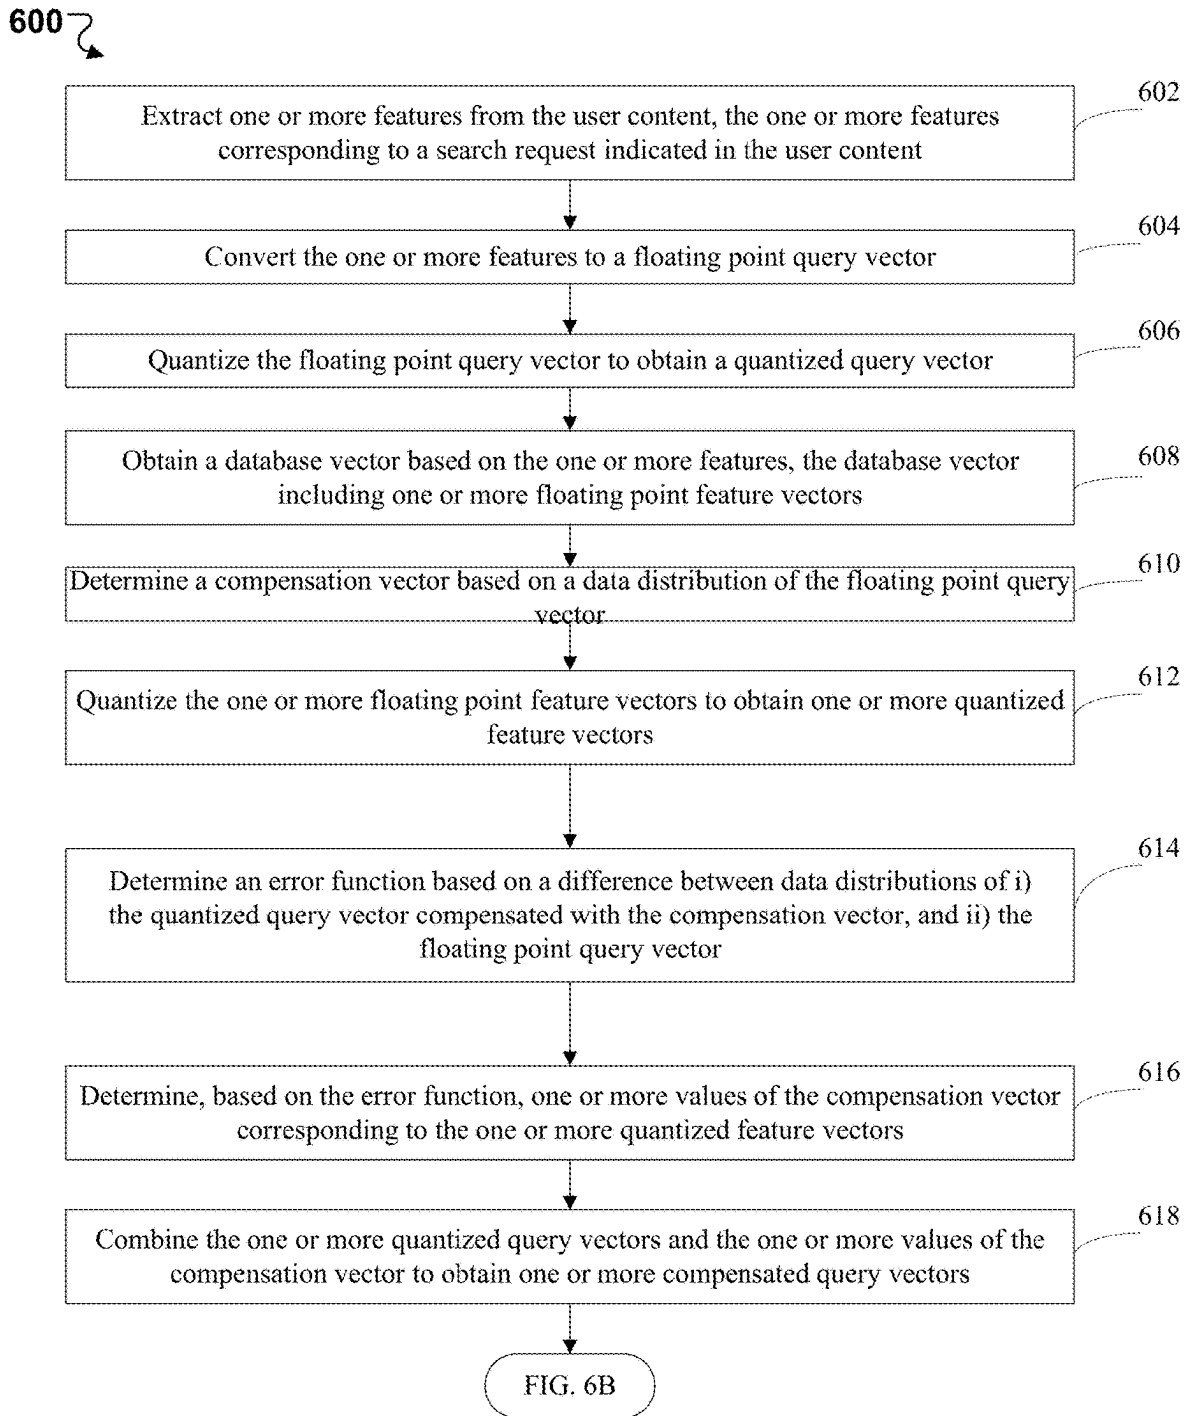 600
602
Extract one or more features from the user content, the one or more features
corresponding to a search request indicated in the user content
604
Convert the one or more features to a floating point query vector
606
Quantize the floating point query vector to obtain a quantized query vector
608
Obtain a database vector based on the one or more features, the database vector
including one or more floating point feature vectors
610
Determine a compensation vector based on a data distribution of the floating point query
vector
612
Quantize the one or more floating point feature vectors to obtain one or more quantized
feature vectors
614
Determine an error function based on a difference between data distributions of i)
the quantized query vector compensated with the compensation vector, and ii) the
floating point query vector
616
Determine, based on the error function, one or more values of the compensation vector
corresponding to the one or more quantized feature vectors
618
Combine the one or more quantized query vectors and the one or more values of the
compensation vector to obtain one or more compensated query vectors
FIG. 6B